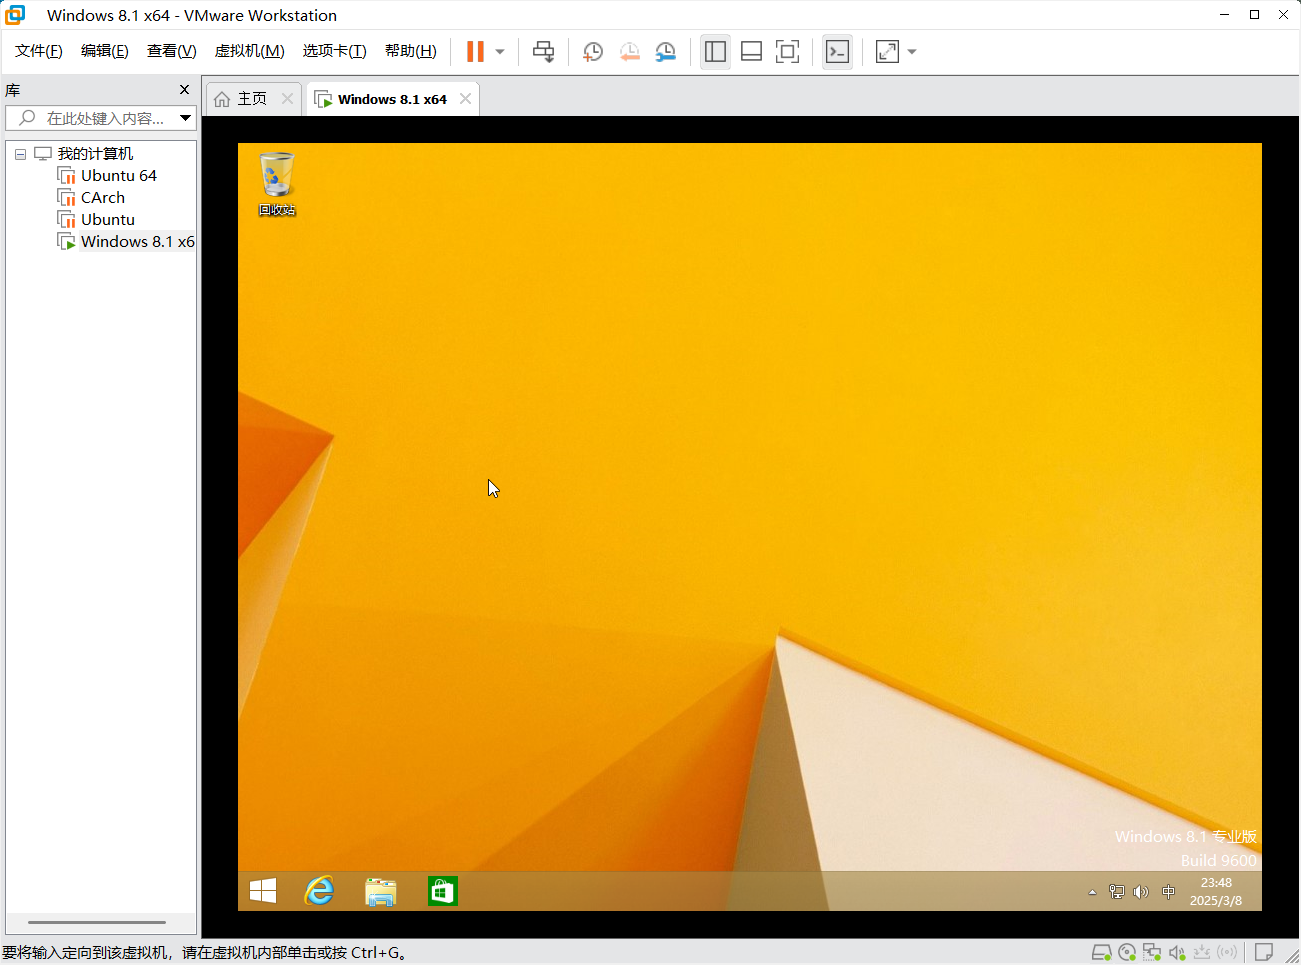 Windows 8.1 x64 - VMware Workstation
文件(F) 编辑(E) 查看(V) 虚拟机(M) 选项卡(T) 帮助(H)
库
主页
Windows 8.1 x64
在此处键入内容...
我的计算机
Ubuntu 64
CArch
Ubuntu
Windows 8.1 x6
回收站
Windows 8.1 专业版
Build 9600
中
23:48
2025/3/8
要将输入定向到该虚拟机，请在虚拟机内部单击或按 Ctrl+G。